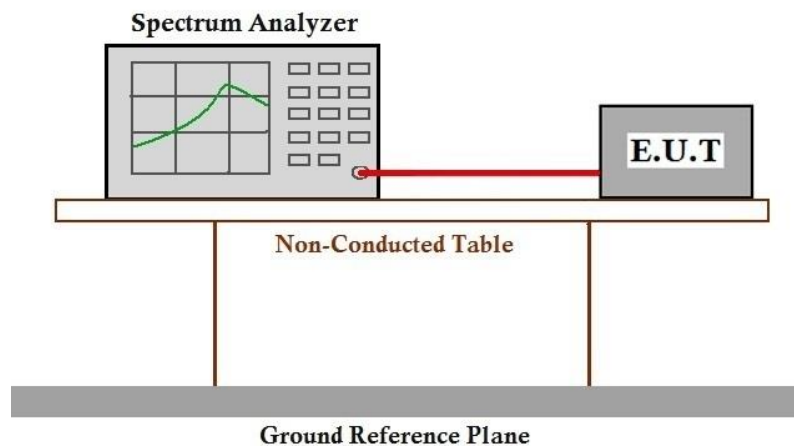 Spectrum Analyzer
E.U.T
Non-Conducted Table
Ground Reference Plane